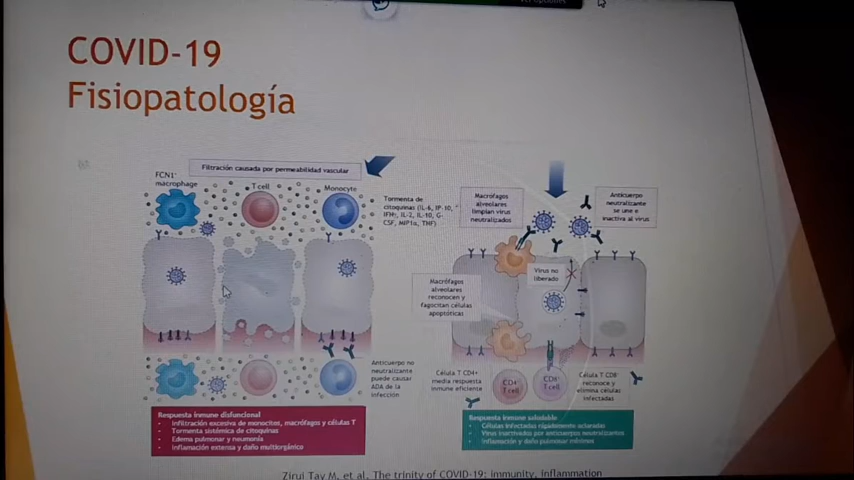 Ver opciones
COVID-19
Fisiopatología
Filtración causada por permeabilidad vascular
FCN1+
macrophage
T cell
Monocyte
Tormenta de
citoquinas (IL-6, IP-10,
IFNγ, IL-2, IL-10, G-
CSF, MIP1α, TNF)
Anticuerpo no
neutralizante
puede causar
ADA de la
infección
Respuesta inmune disfuncional
Infiltración excesiva de monocitos, macrófagos y células T
Tormenta sistémica de citoquinas
Edema pulmonar y neumonía
Inflamación extensa y daño multiorgánico
Macrófagos
alveolares
limpian virus
neutralizados
Anticuerpo
neutralizante
se une e
inactiva al virus
Virus no
liberado
Macrófagos
alveolares
reconocen y
fagocitan células
apoptóticas
Célula T CD4+
media respuesta
inmune eficiente
CD4+
T cell
CD8+
T cell
Célula T CD8+
reconoce y
elimina células
infectadas
Respuesta inmune saludable
Células infectadas rápidamente aclaradas
Virus inactivados por anticuerpos neutralizantes
Inflamación y daño pulmonar mínimos
Zirui Tay M, et al. The trinity of COVID-19: immunity, inflammation